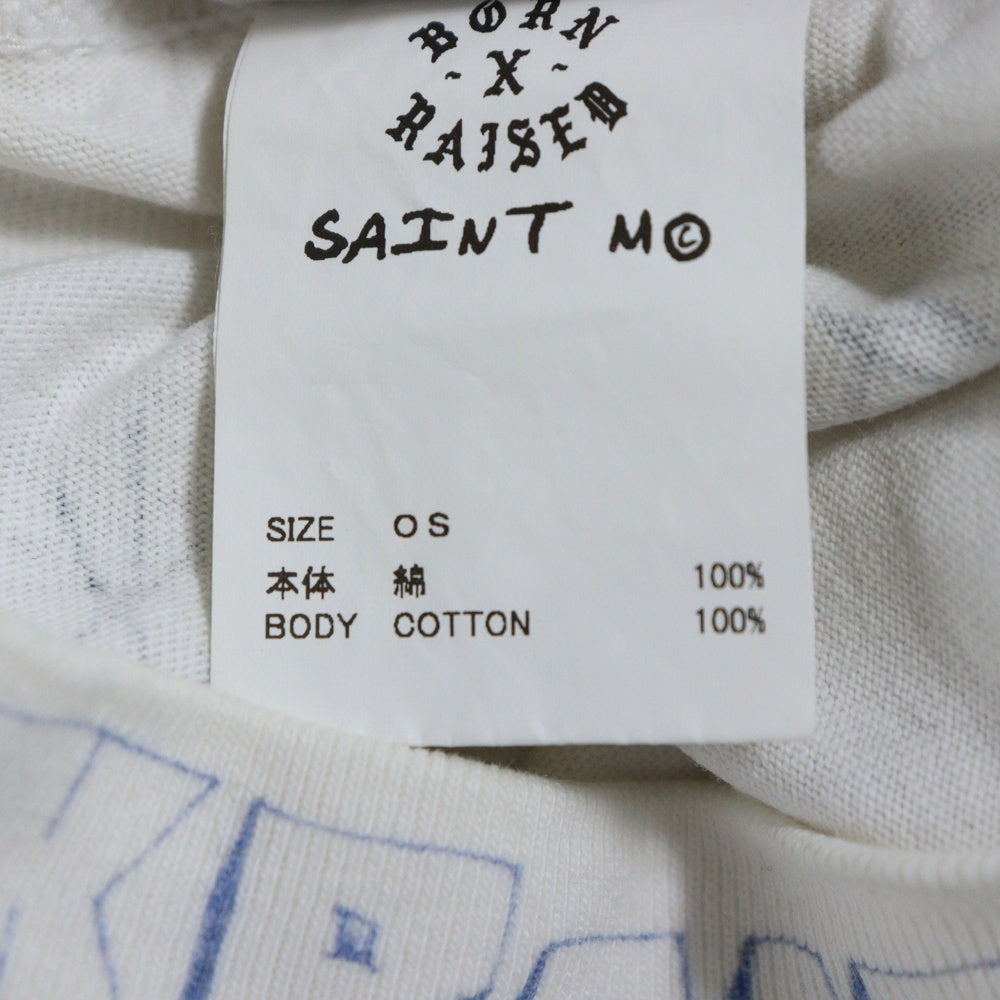 BORN
- X -
RAISED
SAINT M©
SIZE OS
本体 綿 100%
BODY COTTON 100%